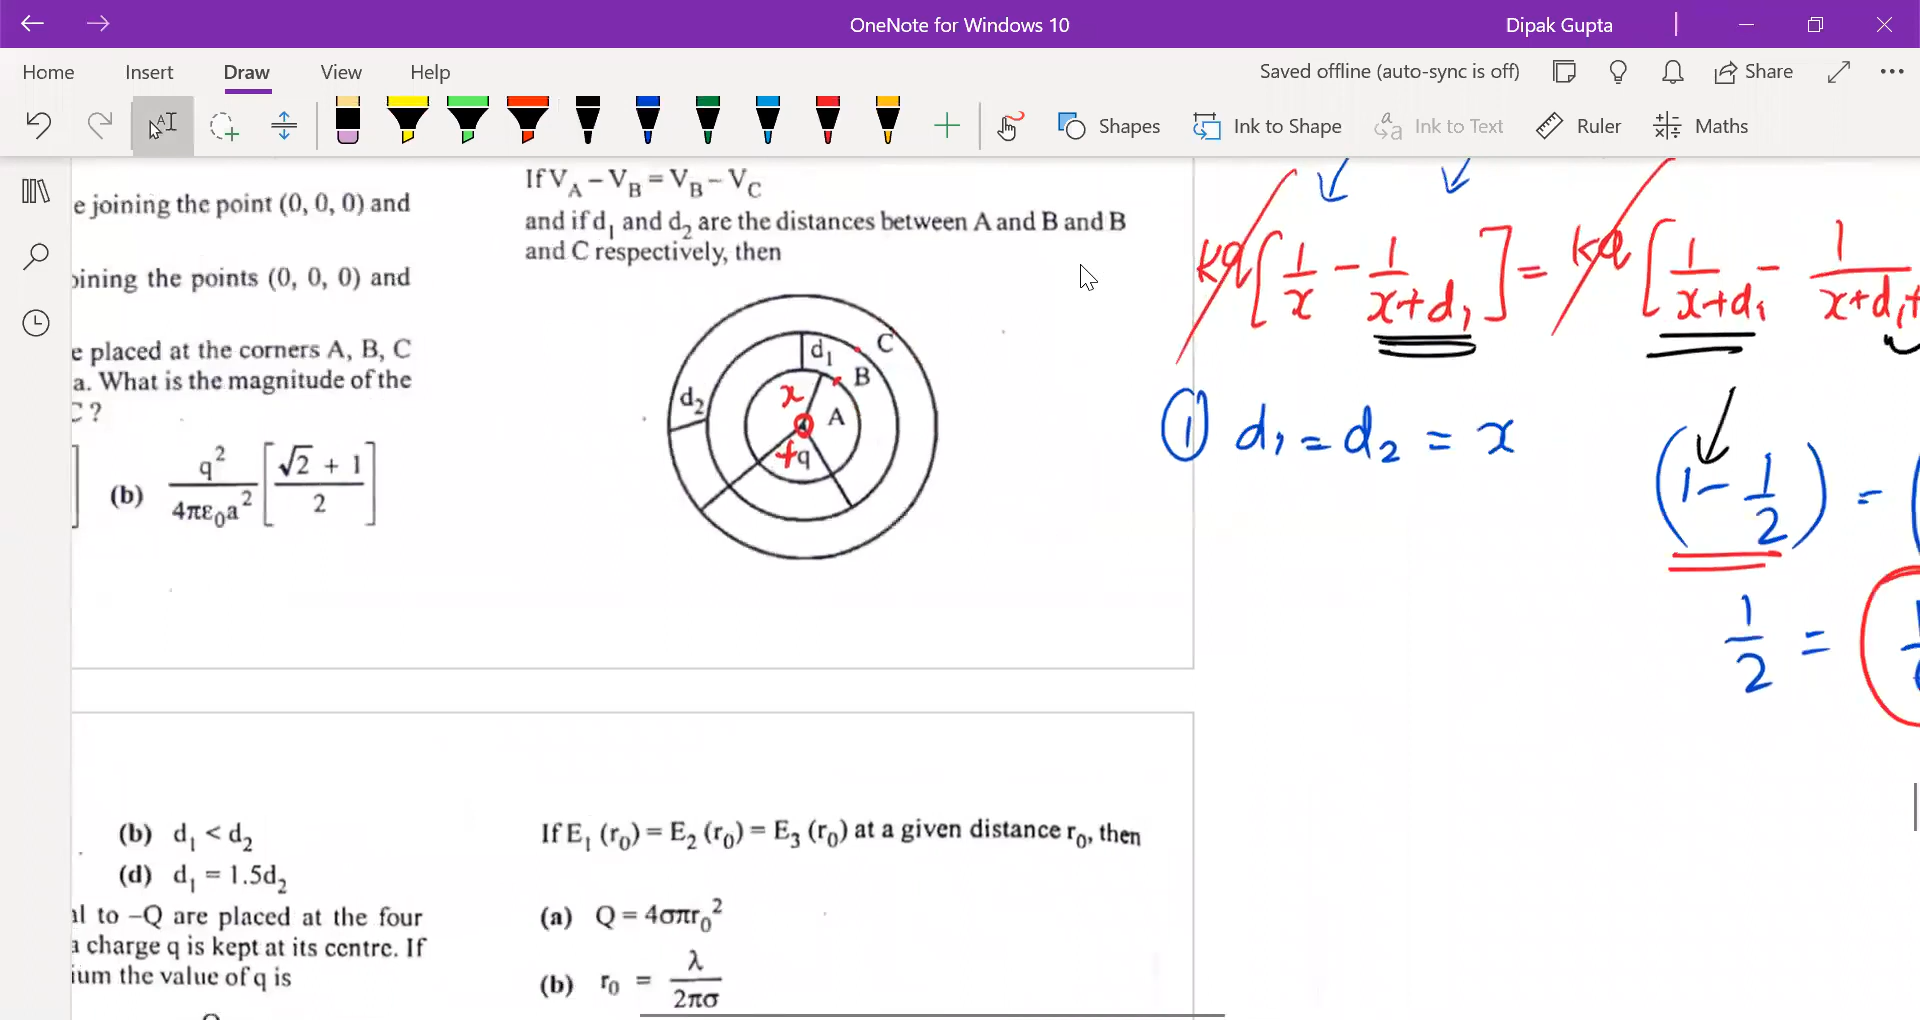 OneNote for Windows 10
Dipak Gupta
Home Insert Draw View Help
Saved offline (auto-sync is off)
Share
Shapes
Ink to Shape
Ink to Text
Ruler
Maths
e joining the point (0, 0, 0) and
ining the points (0, 0, 0) and
e placed at the corners A, B, C
a. What is the magnitude of the
C ?
(b) q² / 4πε₀a² [ (√2 + 1) / 2 ]
If V_A − V_B = V_B − V_C
and if d₁ and d₂ are the distances between A and B and B
and C respectively, then
d₁
C
B
d₂
x
A
+q
kq [ 1/x − 1/(x+d₁) ] = kq [ 1/(x+d₁) − 1/(x+d₁+
① d₁ = d₂ = x
(1 − 1/2) =
1/2 =
(b) d₁ < d₂
(d) d₁ = 1.5d₂
al to −Q are placed at the four
a charge q is kept at its centre. If
ium the value of q is
If E₁ (r₀) = E₂ (r₀) = E₃ (r₀) at a given distance r₀, then
(a) Q = 4σπr₀²
(b) r₀ = λ / 2πσ